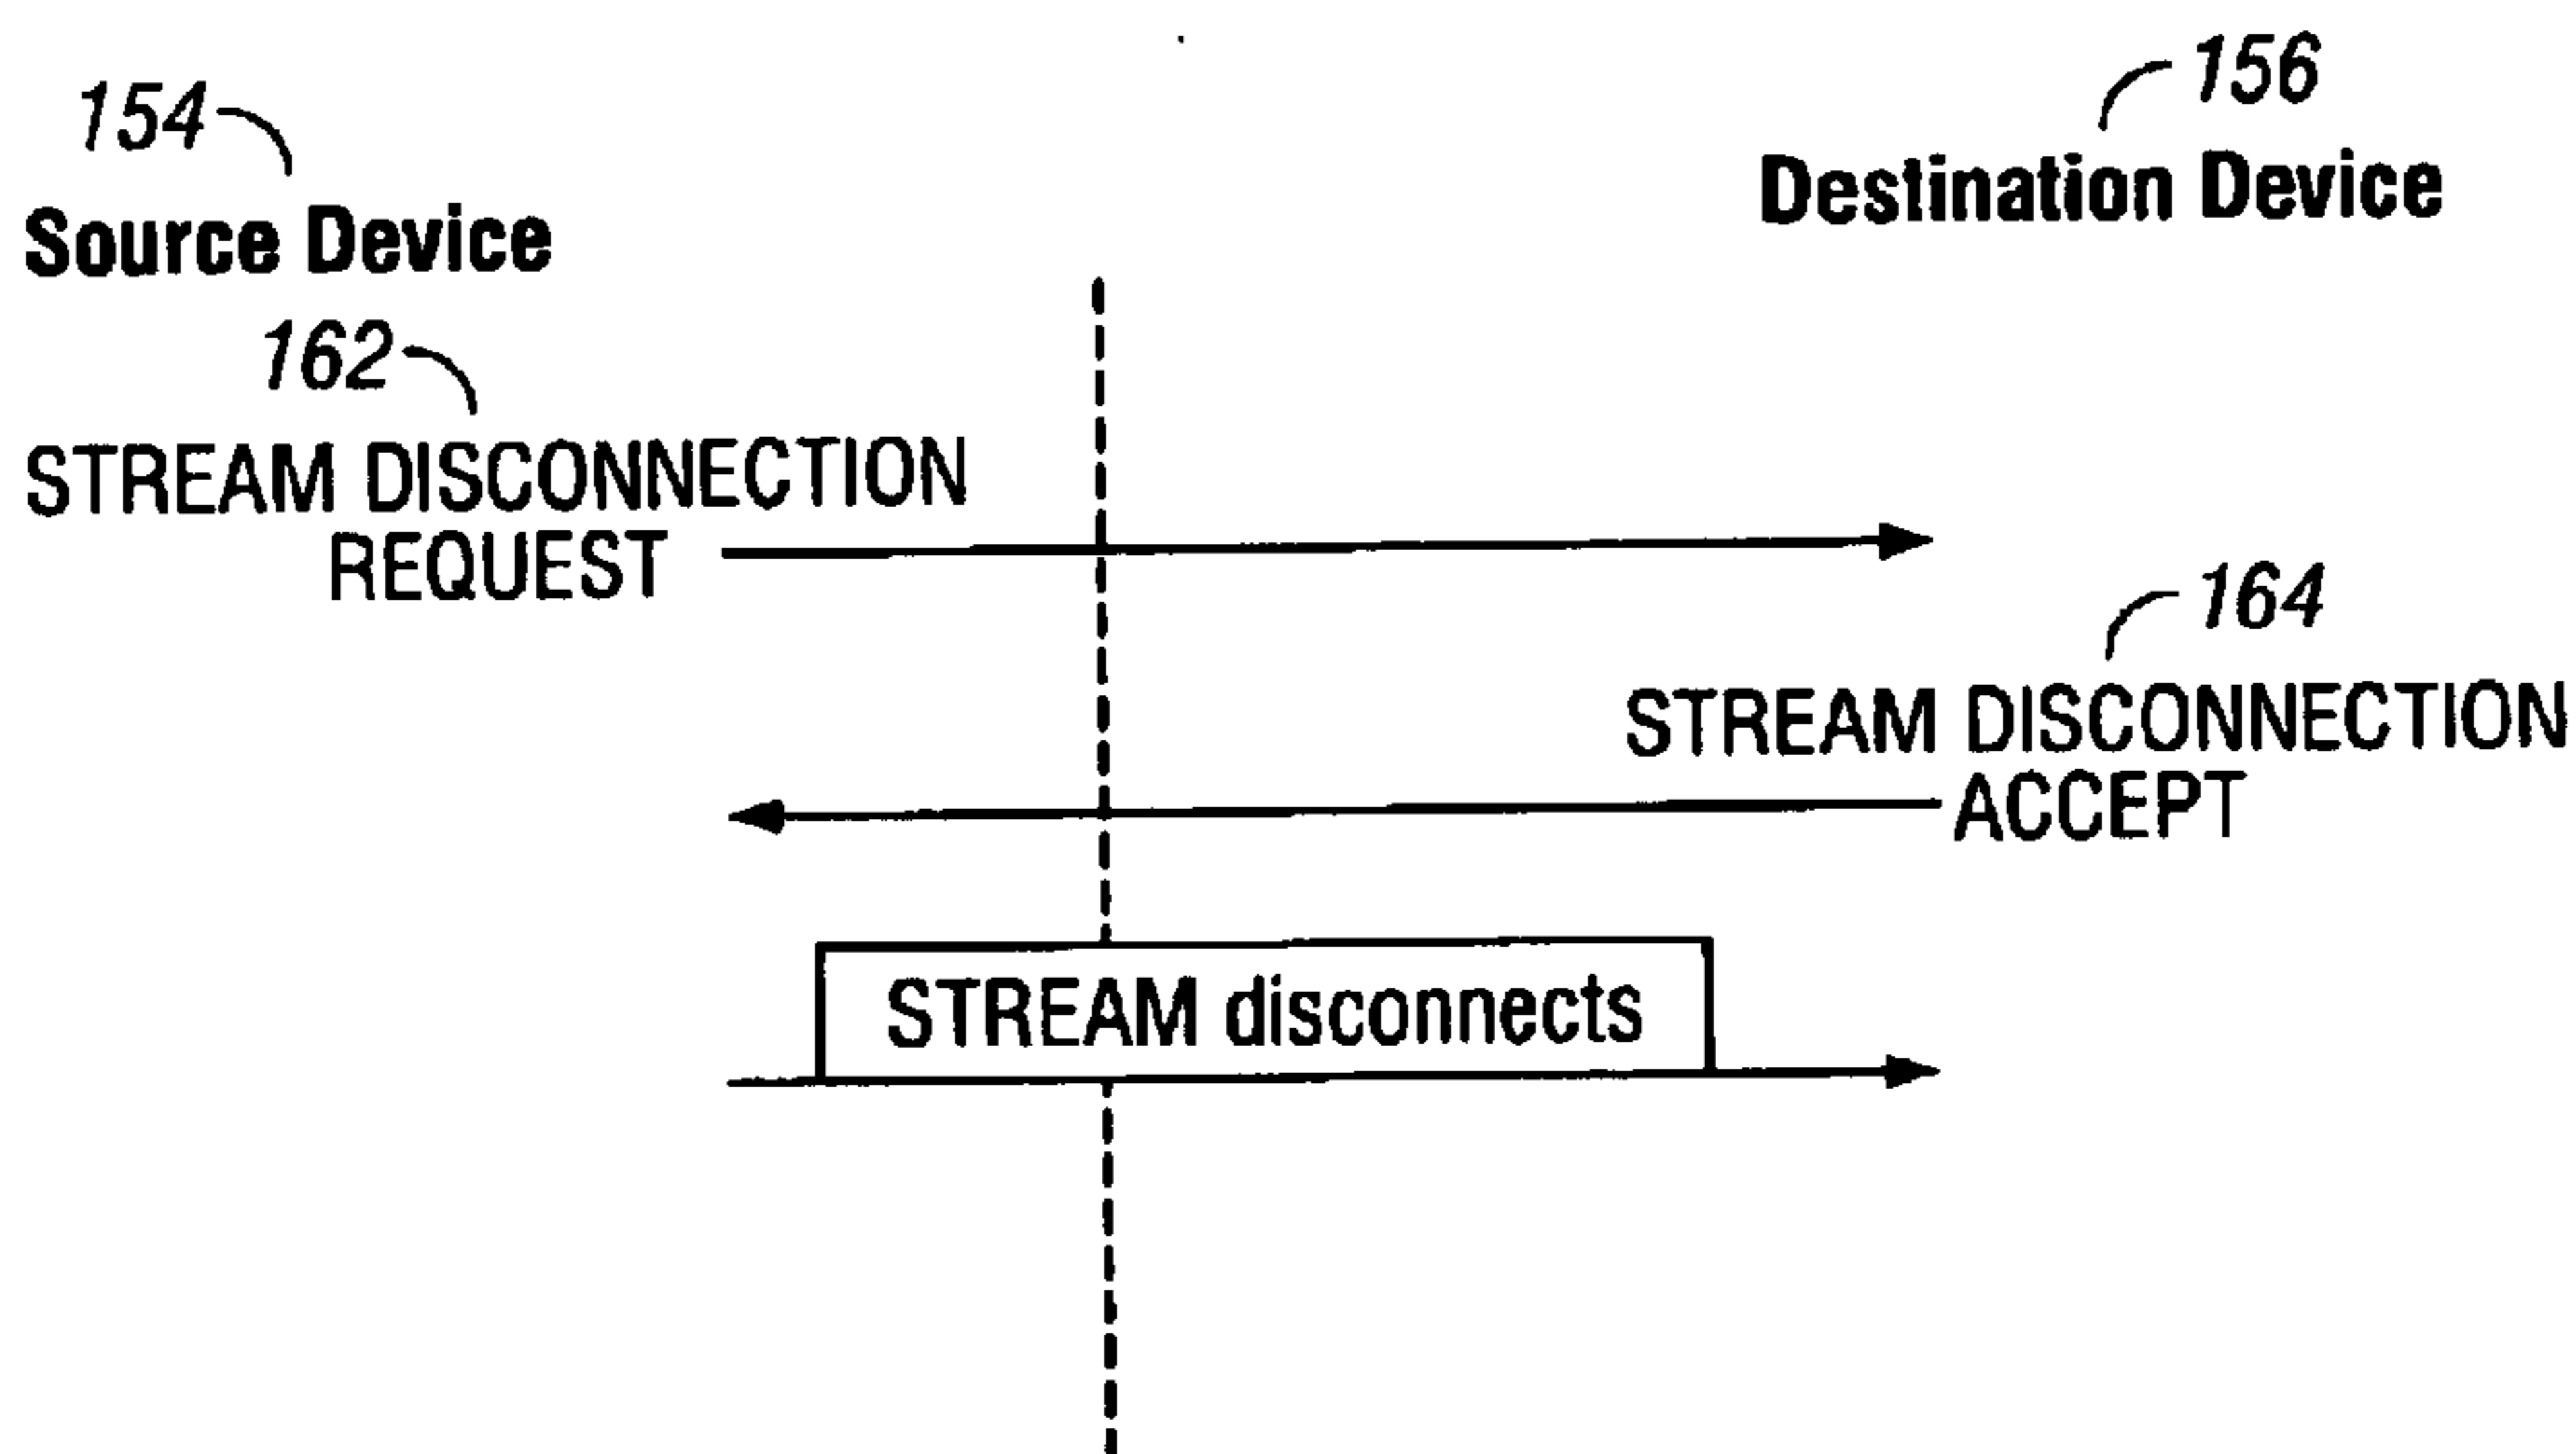 154
156
Source Device
Destination Device
162
STREAM DISCONNECTION
REQUEST
164
STREAM DISCONNECTION
ACCEPT
STREAM disconnects